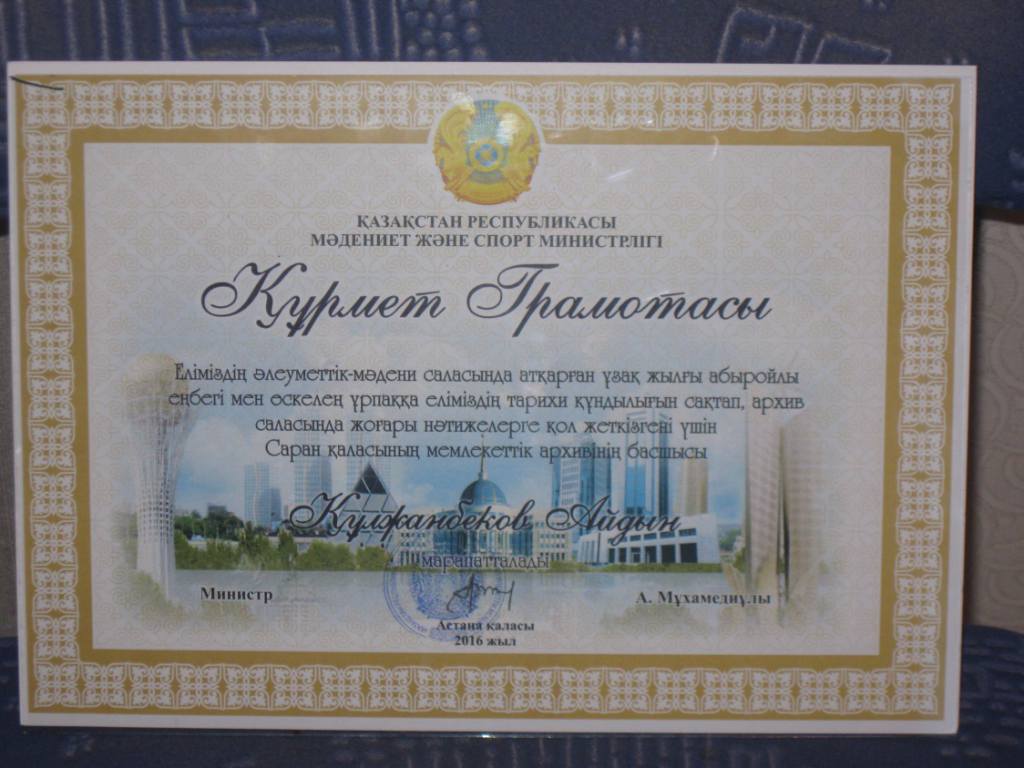 ҚАЗАҚСТАН РЕСПУБЛИКАСЫ
МӘДЕНИЕТ ЖӘНЕ СПОРТ МИНИСТРЛІГІ
Құрмет Грамотасы
Еліміздің әлеуметтік-мәдени саласында атқарған ұзақ жылғы абыройлы
еңбегі мен өскелең ұрпаққа еліміздің тарихи құндылығын сақтап, архив
саласында жоғары нәтижелерге қол жеткізгені үшін
Саран қаласының мемлекеттік архивінің басшысы
Кулжанбеков Айдын
марапатталады
Министр
А. Мұхамедиұлы
Астана қаласы
2016 жыл